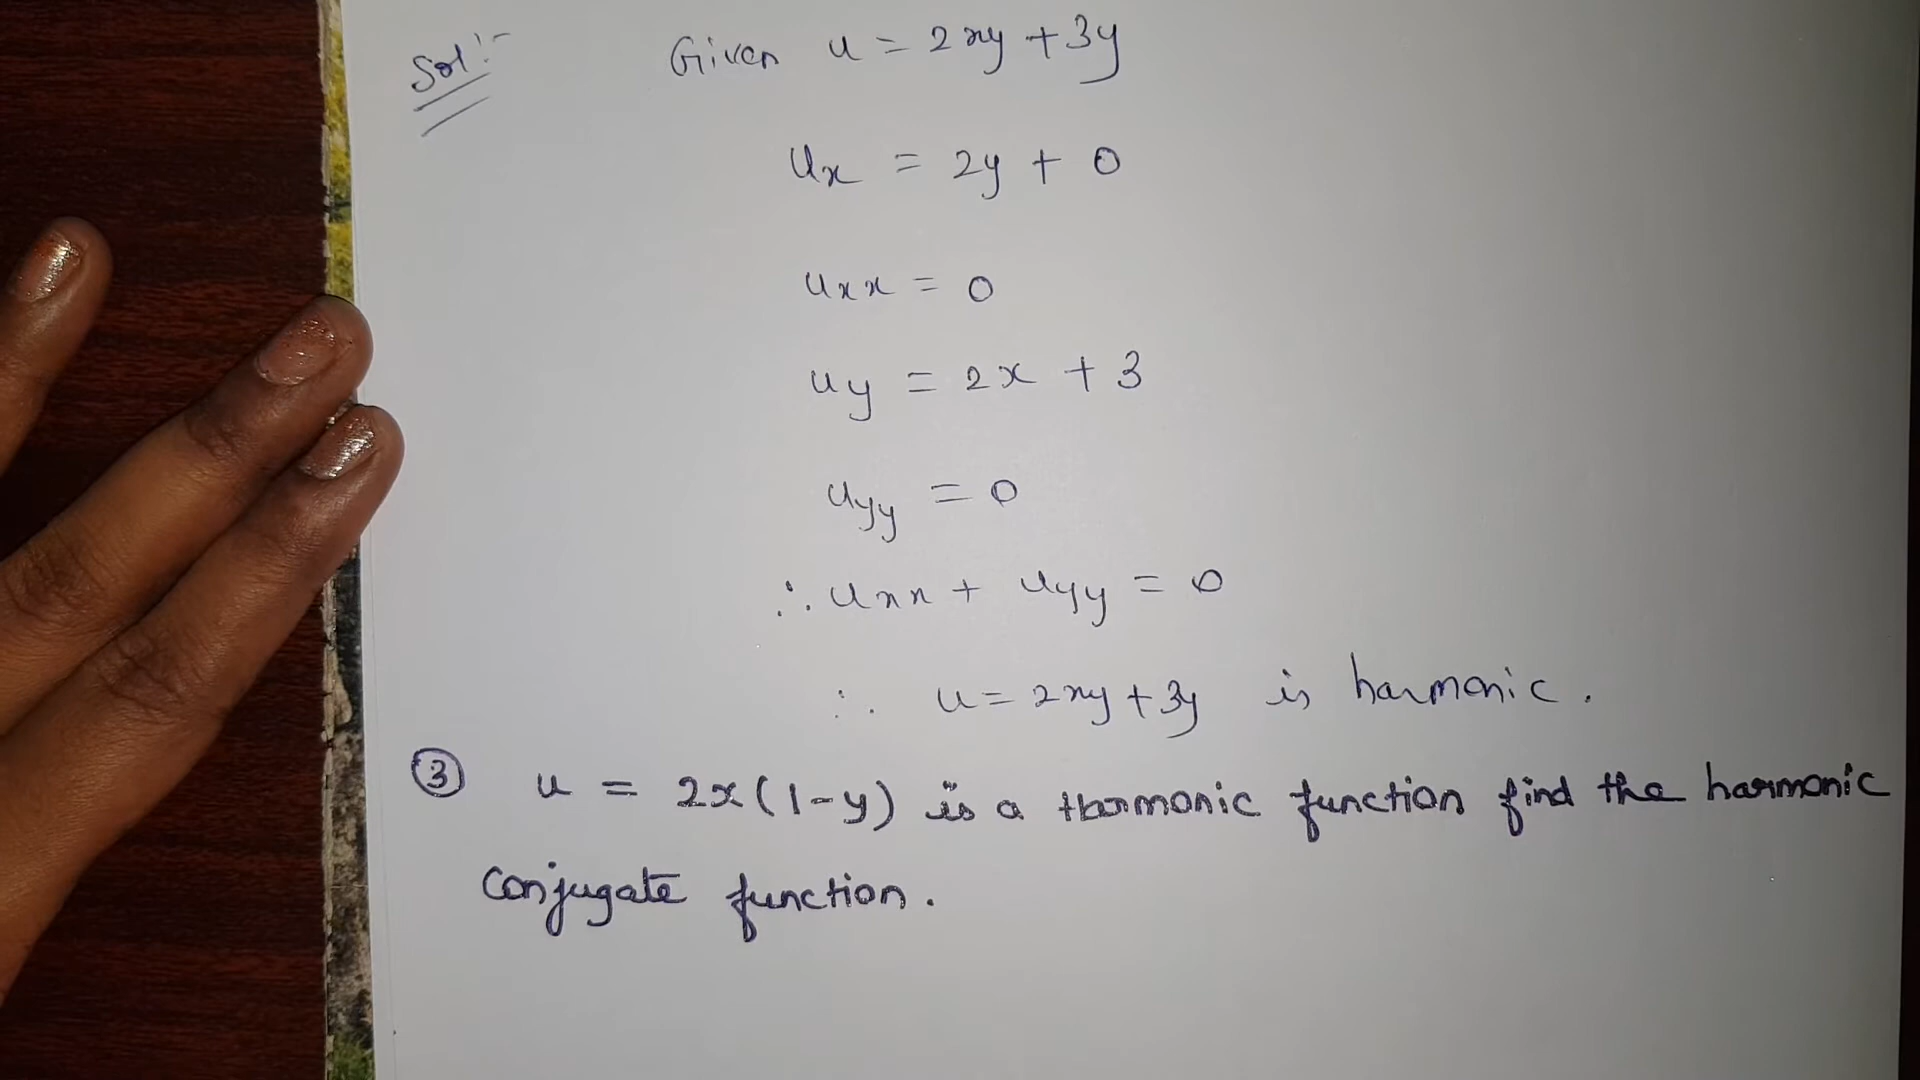 Sol:-
Given u = 2xy + 3y
ux = 2y + 0
uxx = 0
uy = 2x + 3
uyy = 0
∴ uxx + uyy = 0
∴ u = 2xy + 3y is harmonic.
③ u = 2x(1-y) is a Harmonic function find the harmonic
conjugate function.